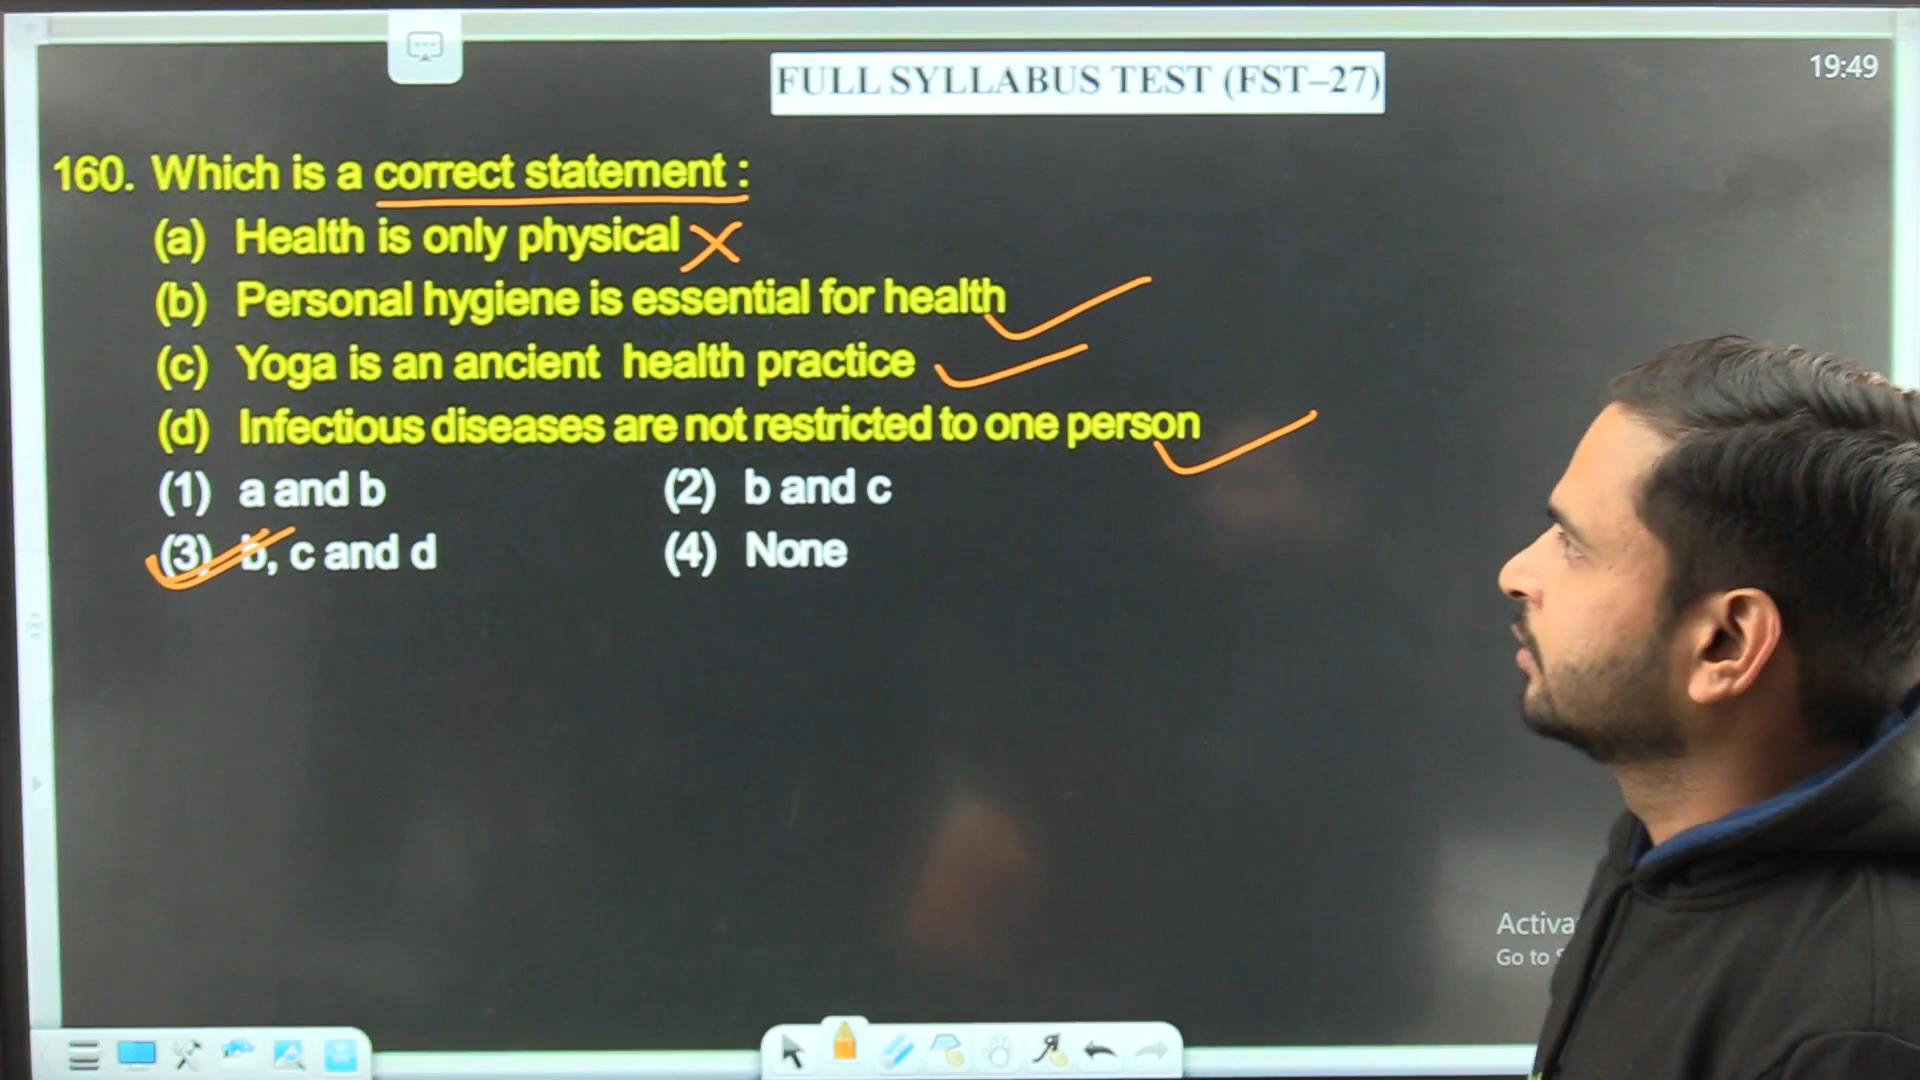 FULL SYLLABUS TEST (FST–27)
19:49
160. Which is a correct statement :
(a) Health is only physical
(b) Personal hygiene is essential for health
(c) Yoga is an ancient health practice
(d) Infectious diseases are not restricted to one person
(1) a and b (2) b and c
(3) b, c and d (4) None
Activa
Go to